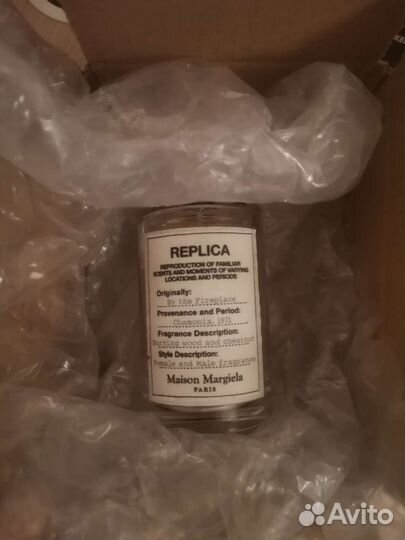 REPLICA
REPRODUCTION OF FAMILIAR
SCENTS AND MOMENTS OF VARYING
LOCATIONS AND PERIODS
Originally:
By the Fireplace
Provenance and Period:
Chamonix, 1971
Fragrance Description:
Burning wood and chestnut
Style Description:
Female and Male fragrance
Maison Margiela
PARIS
Avito